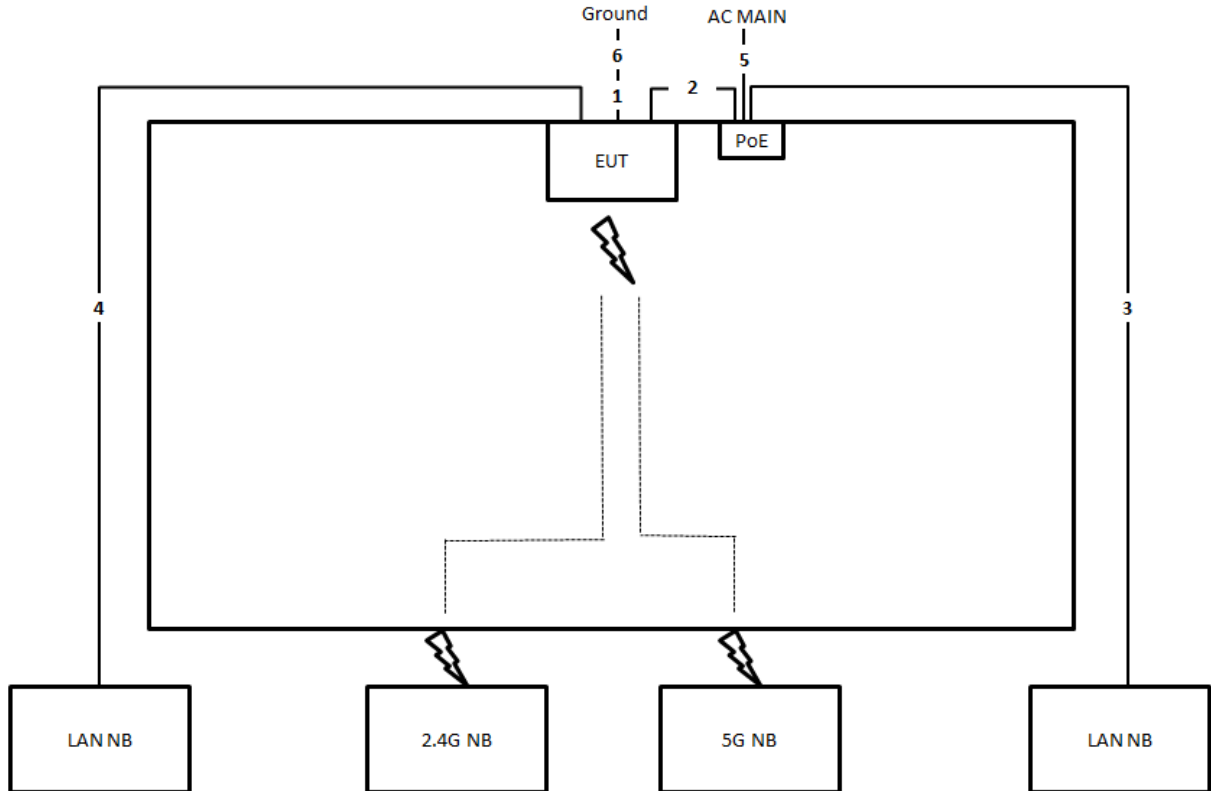 Ground
AC MAIN
6
5
1
2
PoE
EUT
4
3
LAN NB
2.4G NB
5G NB
LAN NB